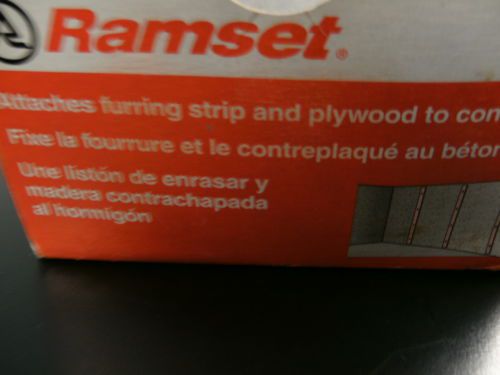 Ramset®
Attaches furring strip and plywood to con
Fixe la fourrure et le contreplaqué au béton
Une listón de enrasar y
madera contrachapada
al hormigón